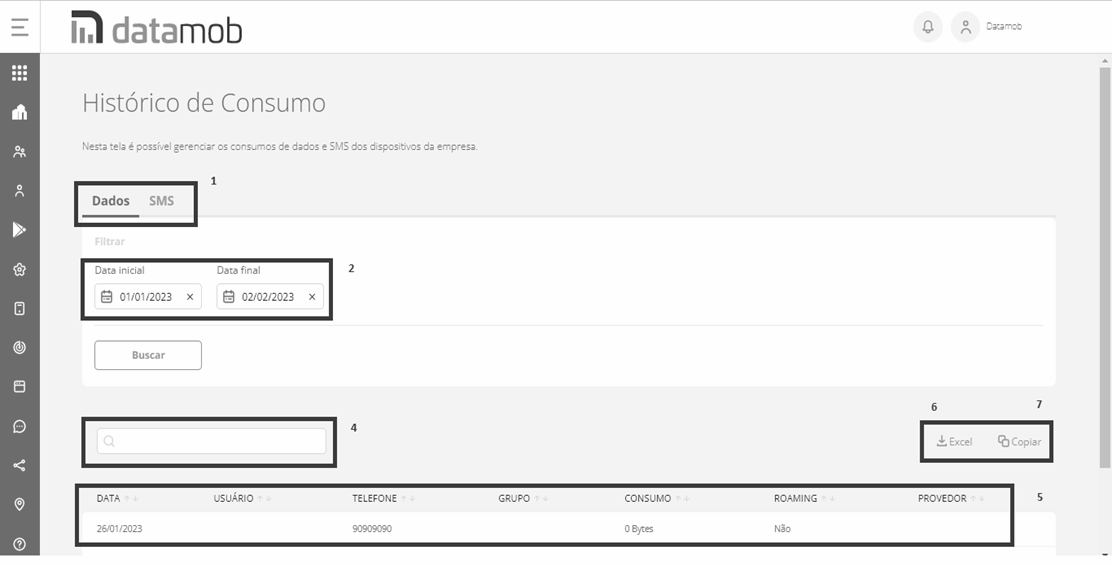 datamob
Datamob
Histórico de Consumo
Nesta tela é possível gerenciar os consumos de dados e SMS dos dispositivos da empresa.
1
Dados SMS
Filtrar
2
Data inicial Data final
01/01/2023 02/02/2023
Buscar
4
6 7
Excel Copiar
5
DATA USUÁRIO TELEFONE GRUPO CONSUMO ROAMING PROVEDOR
26/01/2023 90909090 0 Bytes Não